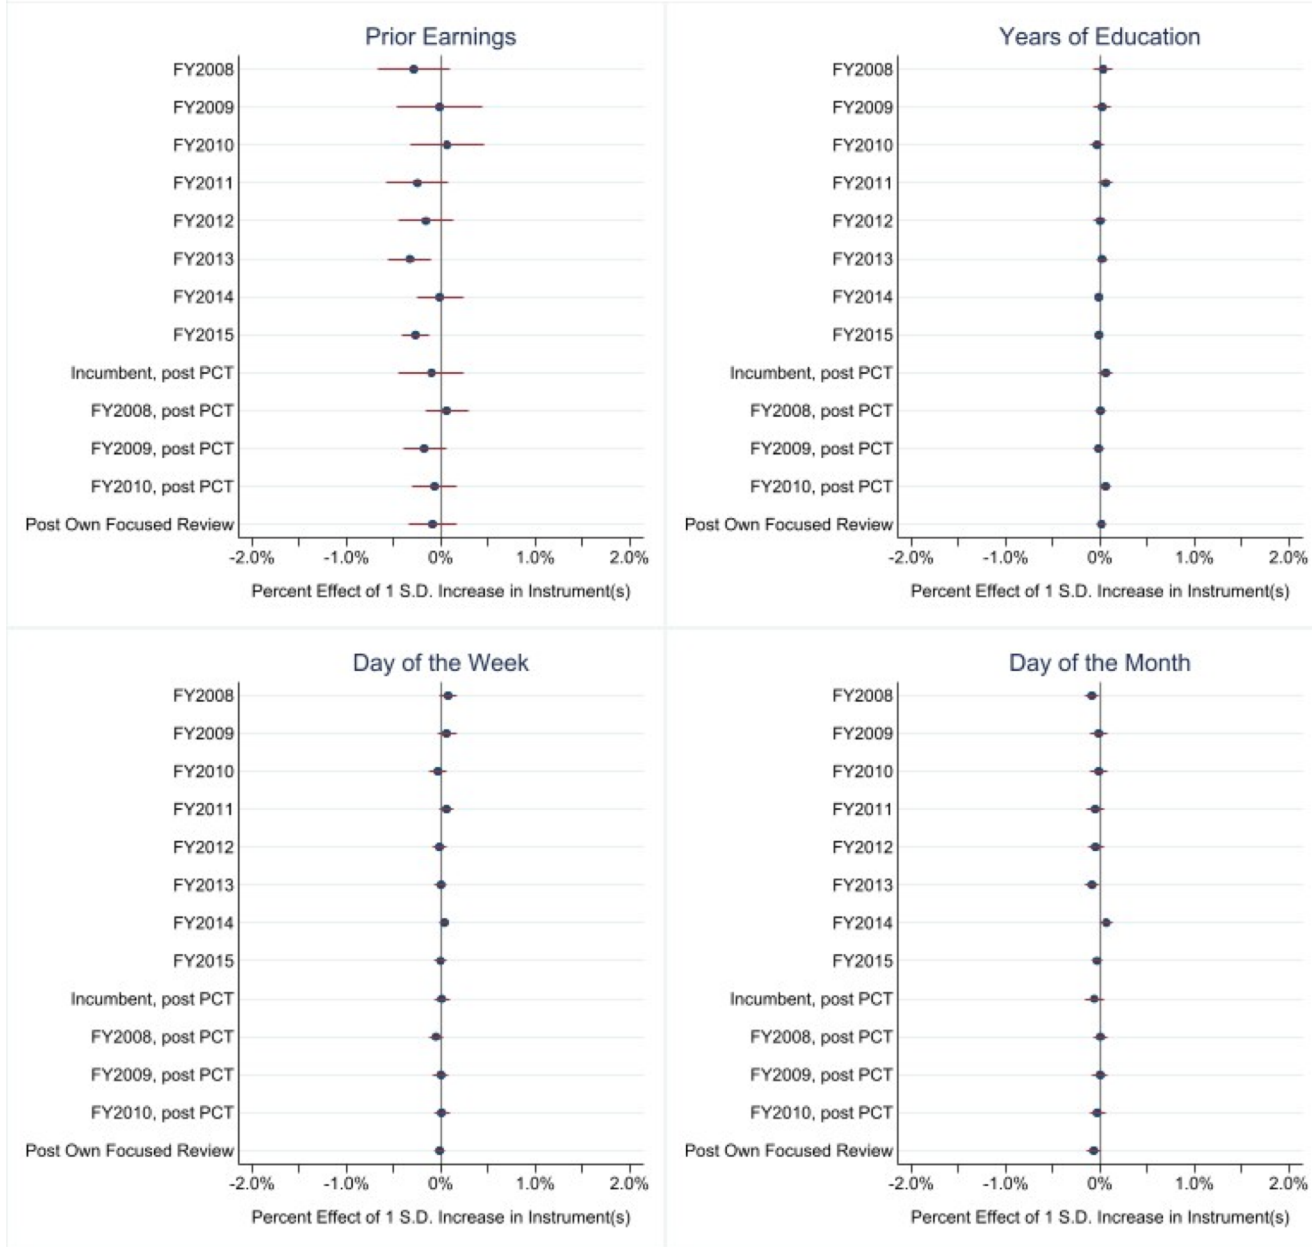 Prior Earnings
FY2008
FY2009
FY2010
FY2011
FY2012
FY2013
FY2014
FY2015
Incumbent, post PCT
FY2008, post PCT
FY2009, post PCT
FY2010, post PCT
Post Own Focused Review
-2.0% -1.0% 0% 1.0% 2.0%
Percent Effect of 1 S.D. Increase in Instrument(s)
Years of Education
FY2008
FY2009
FY2010
FY2011
FY2012
FY2013
FY2014
FY2015
Incumbent, post PCT
FY2008, post PCT
FY2009, post PCT
FY2010, post PCT
Post Own Focused Review
-2.0% -1.0% 0% 1.0% 2.0%
Percent Effect of 1 S.D. Increase in Instrument(s)
Day of the Week
FY2008
FY2009
FY2010
FY2011
FY2012
FY2013
FY2014
FY2015
Incumbent, post PCT
FY2008, post PCT
FY2009, post PCT
FY2010, post PCT
Post Own Focused Review
-2.0% -1.0% 0% 1.0% 2.0%
Percent Effect of 1 S.D. Increase in Instrument(s)
Day of the Month
FY2008
FY2009
FY2010
FY2011
FY2012
FY2013
FY2014
FY2015
Incumbent, post PCT
FY2008, post PCT
FY2009, post PCT
FY2010, post PCT
Post Own Focused Review
-2.0% -1.0% 0% 1.0% 2.0%
Percent Effect of 1 S.D. Increase in Instrument(s)